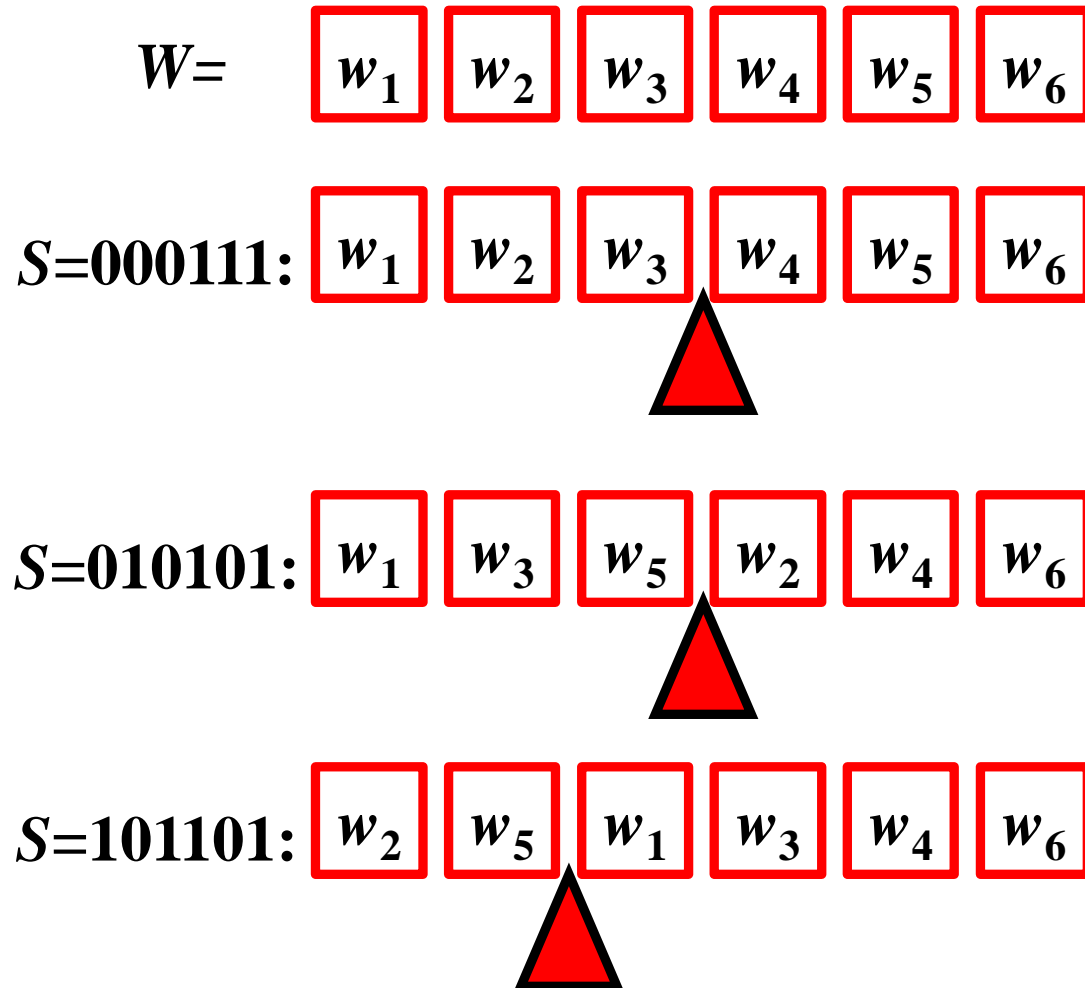 W= w₁ w₂ w₃ w₄ w₅ w₆
S=000111: w₁ w₂ w₃ w₄ w₅ w₆
S=010101: w₁ w₃ w₅ w₂ w₄ w₆
S=101101: w₂ w₅ w₁ w₃ w₄ w₆